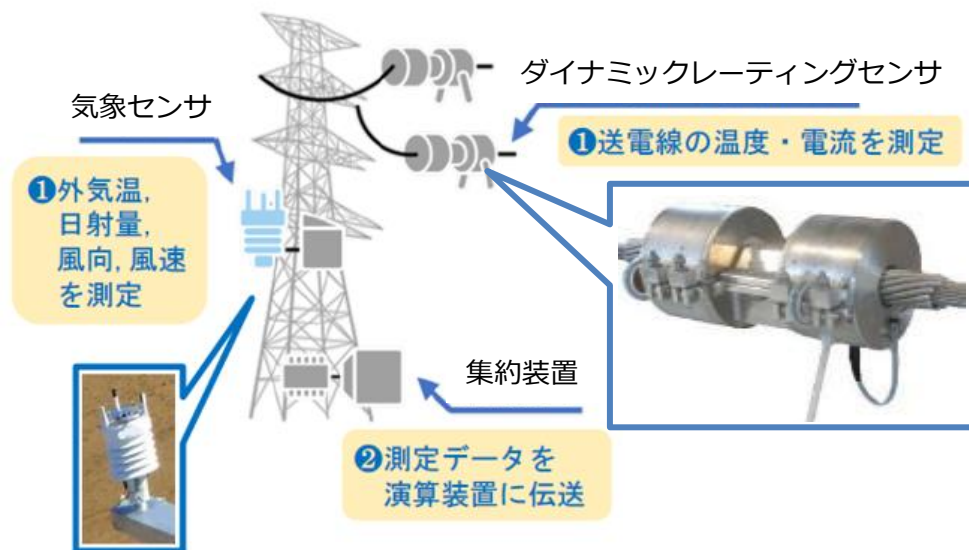 ダイナミックレーティングセンサ
気象センサ
❶送電線の温度・電流を測定
❶外気温,
日射量,
風向, 風速
を測定
集約装置
❷測定データを
演算装置に伝送